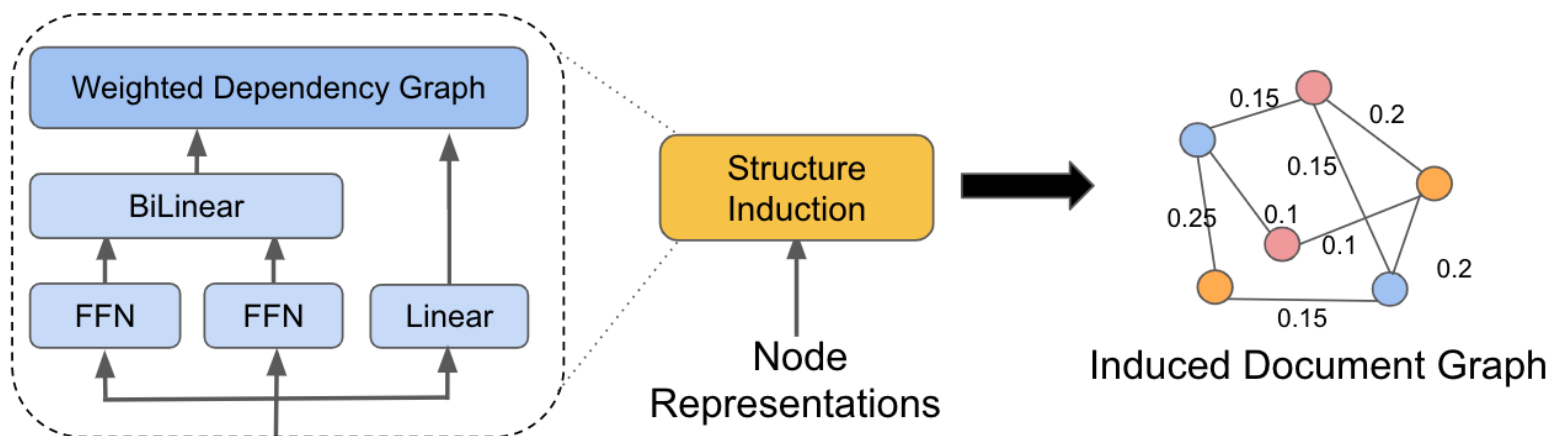 Weighted Dependency Graph
BiLinear
FFN
FFN
Linear
Structure
Induction
Node
Representations
0.15
0.2
0.15
0.25
0.1
0.1
0.2
0.15
Induced Document Graph